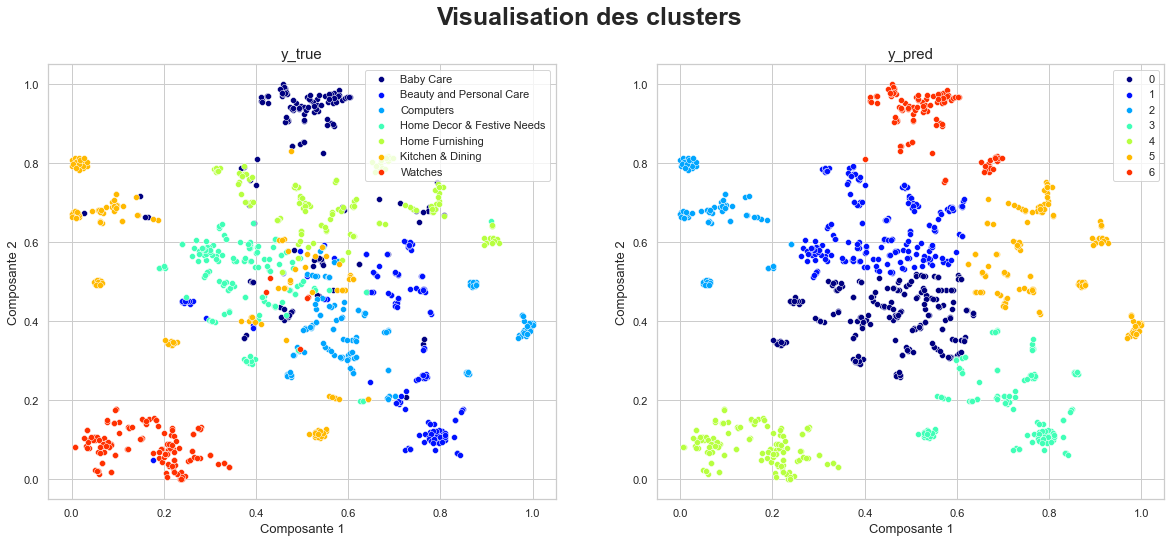 Visualisation des clusters
y_true
Baby Care
Beauty and Personal Care
Computers
Home Decor & Festive Needs
Home Furnishing
Kitchen & Dining
Watches
1.0
0.8
0.6
0.4
0.2
0.0
Composante 2
0.0 0.2 0.4 0.6 0.8 1.0
Composante 1
y_pred
0
1
2
3
4
5
6
1.0
0.8
0.6
0.4
0.2
0.0
Composante 2
0.0 0.2 0.4 0.6 0.8 1.0
Composante 1